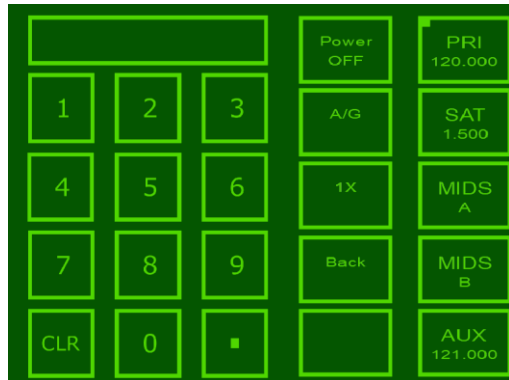 Power
OFF
PRI
120.000
1
2
3
A/G
SAT
1.500
4
5
6
1X
MIDS
A
7
8
9
Back
MIDS
B
CLR
0
.
AUX
121.000